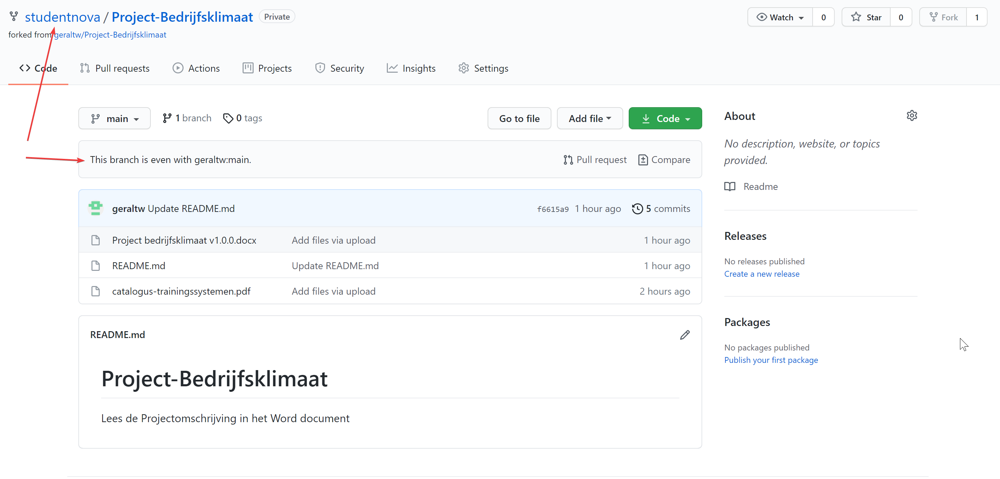 studentnova / Project-Bedrijfsklimaat Private Watch 0 Star 0 Fork 1
forked from geraltw/Project-Bedrijfsklimaat
Code Pull requests Actions Projects Security Insights Settings
main 1 branch 0 tags Go to file Add file Code
This branch is even with geraltw:main. Pull request Compare
geraltw Update README.md f6615a9 1 hour ago 5 commits
Project bedrijfsklimaat v1.0.0.docx Add files via upload 1 hour ago
README.md Update README.md 1 hour ago
catalogus-trainingssystemen.pdf Add files via upload 2 hours ago
README.md
Project-Bedrijfsklimaat
Lees de Projectomschrijving in het Word document
About
No description, website, or topics
provided.
Readme
Releases
No releases published
Create a new release
Packages
No packages published
Publish your first package